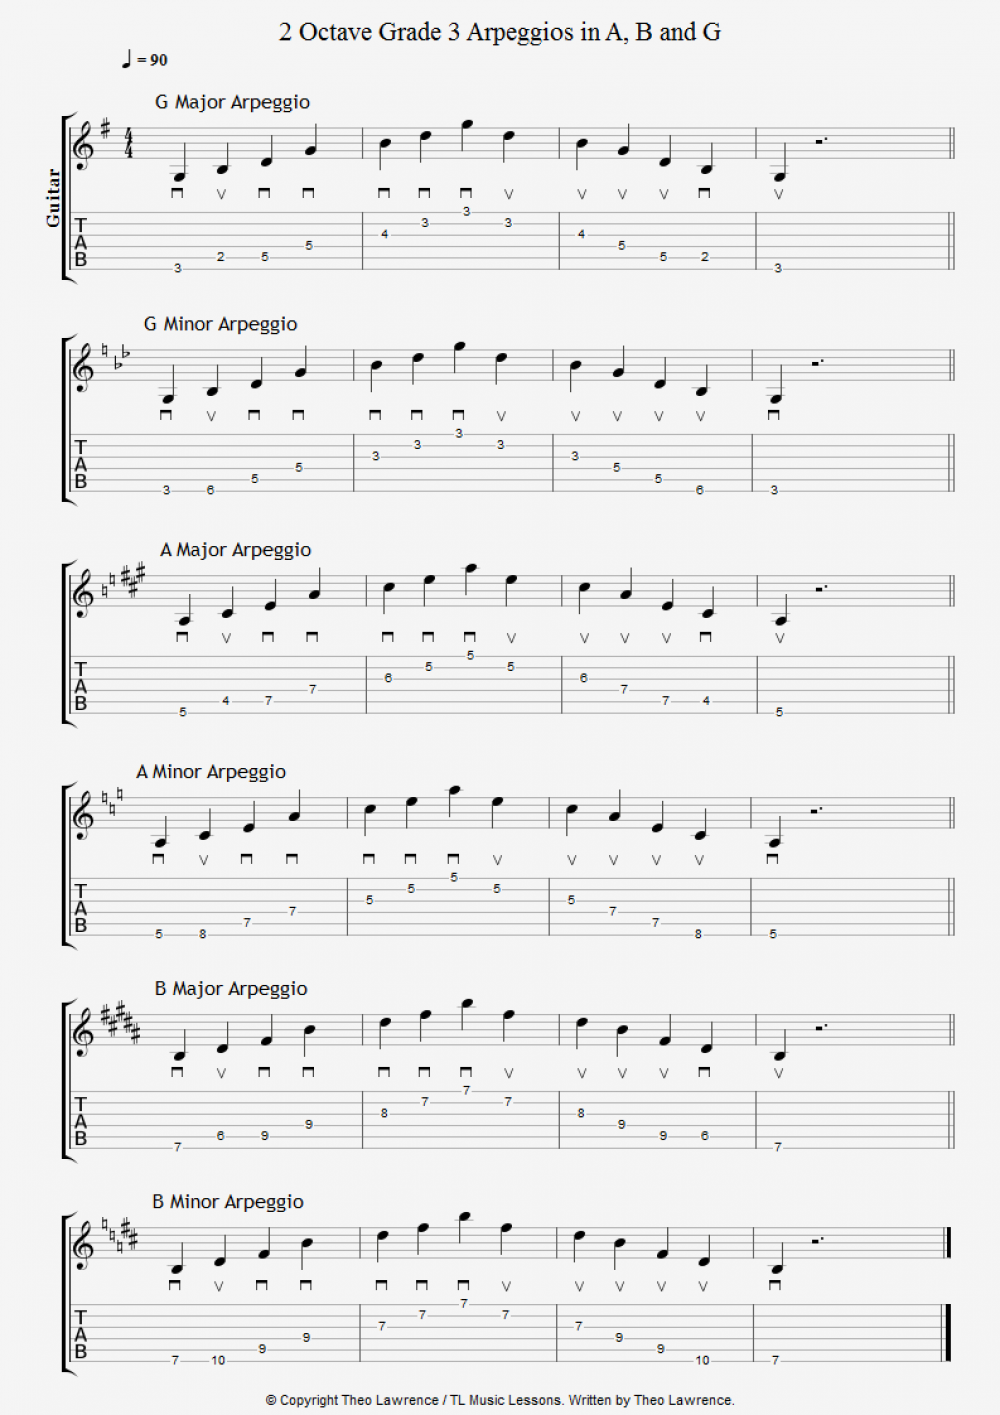 2 Octave Grade 3 Arpeggios in A, B and G
♩ = 90
G Major Arpeggio
Guitar
4
4
T
A
B
3 2 5 5 4 3 3 3 4 5 5 2 3
G Minor Arpeggio
T
A
B
3 6 5 5 3 3 3 3 3 5 5 6 3
A Major Arpeggio
T
A
B
5 4 7 7 6 5 5 5 6 7 7 4 5
A Minor Arpeggio
T
A
B
5 8 7 7 5 5 5 5 5 7 7 8 5
B Major Arpeggio
T
A
B
7 6 9 9 8 7 7 7 8 9 9 6 7
B Minor Arpeggio
T
A
B
7 10 9 9 7 7 7 7 7 9 9 10 7
© Copyright Theo Lawrence / TL Music Lessons. Written by Theo Lawrence.